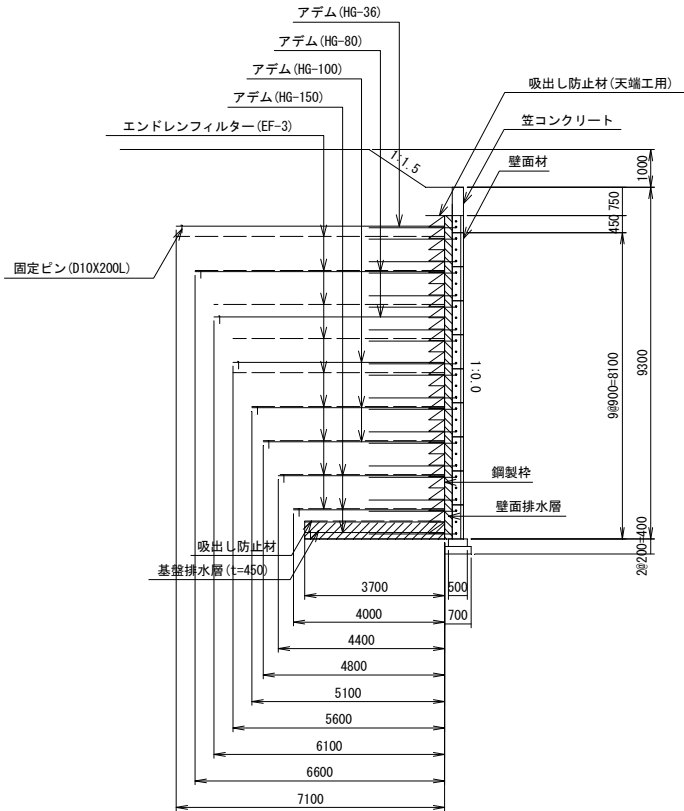 アデム(HG-36)
アデム(HG-80)
アデム(HG-100)
アデム(HG-150)
エンドレンフィルター(EF-3)
吸出し防止材(天端工用)
笠コンクリート
壁面材
1:1.5
1000
450 750
固定ピン(D10X200L)
1:0.0
9@900=8100
9300
鋼製枠
壁面排水層
吸出し防止材
基盤排水層(t=450)
2@200=400
3700
500
4000
700
4400
4800
5100
5600
6100
6600
7100